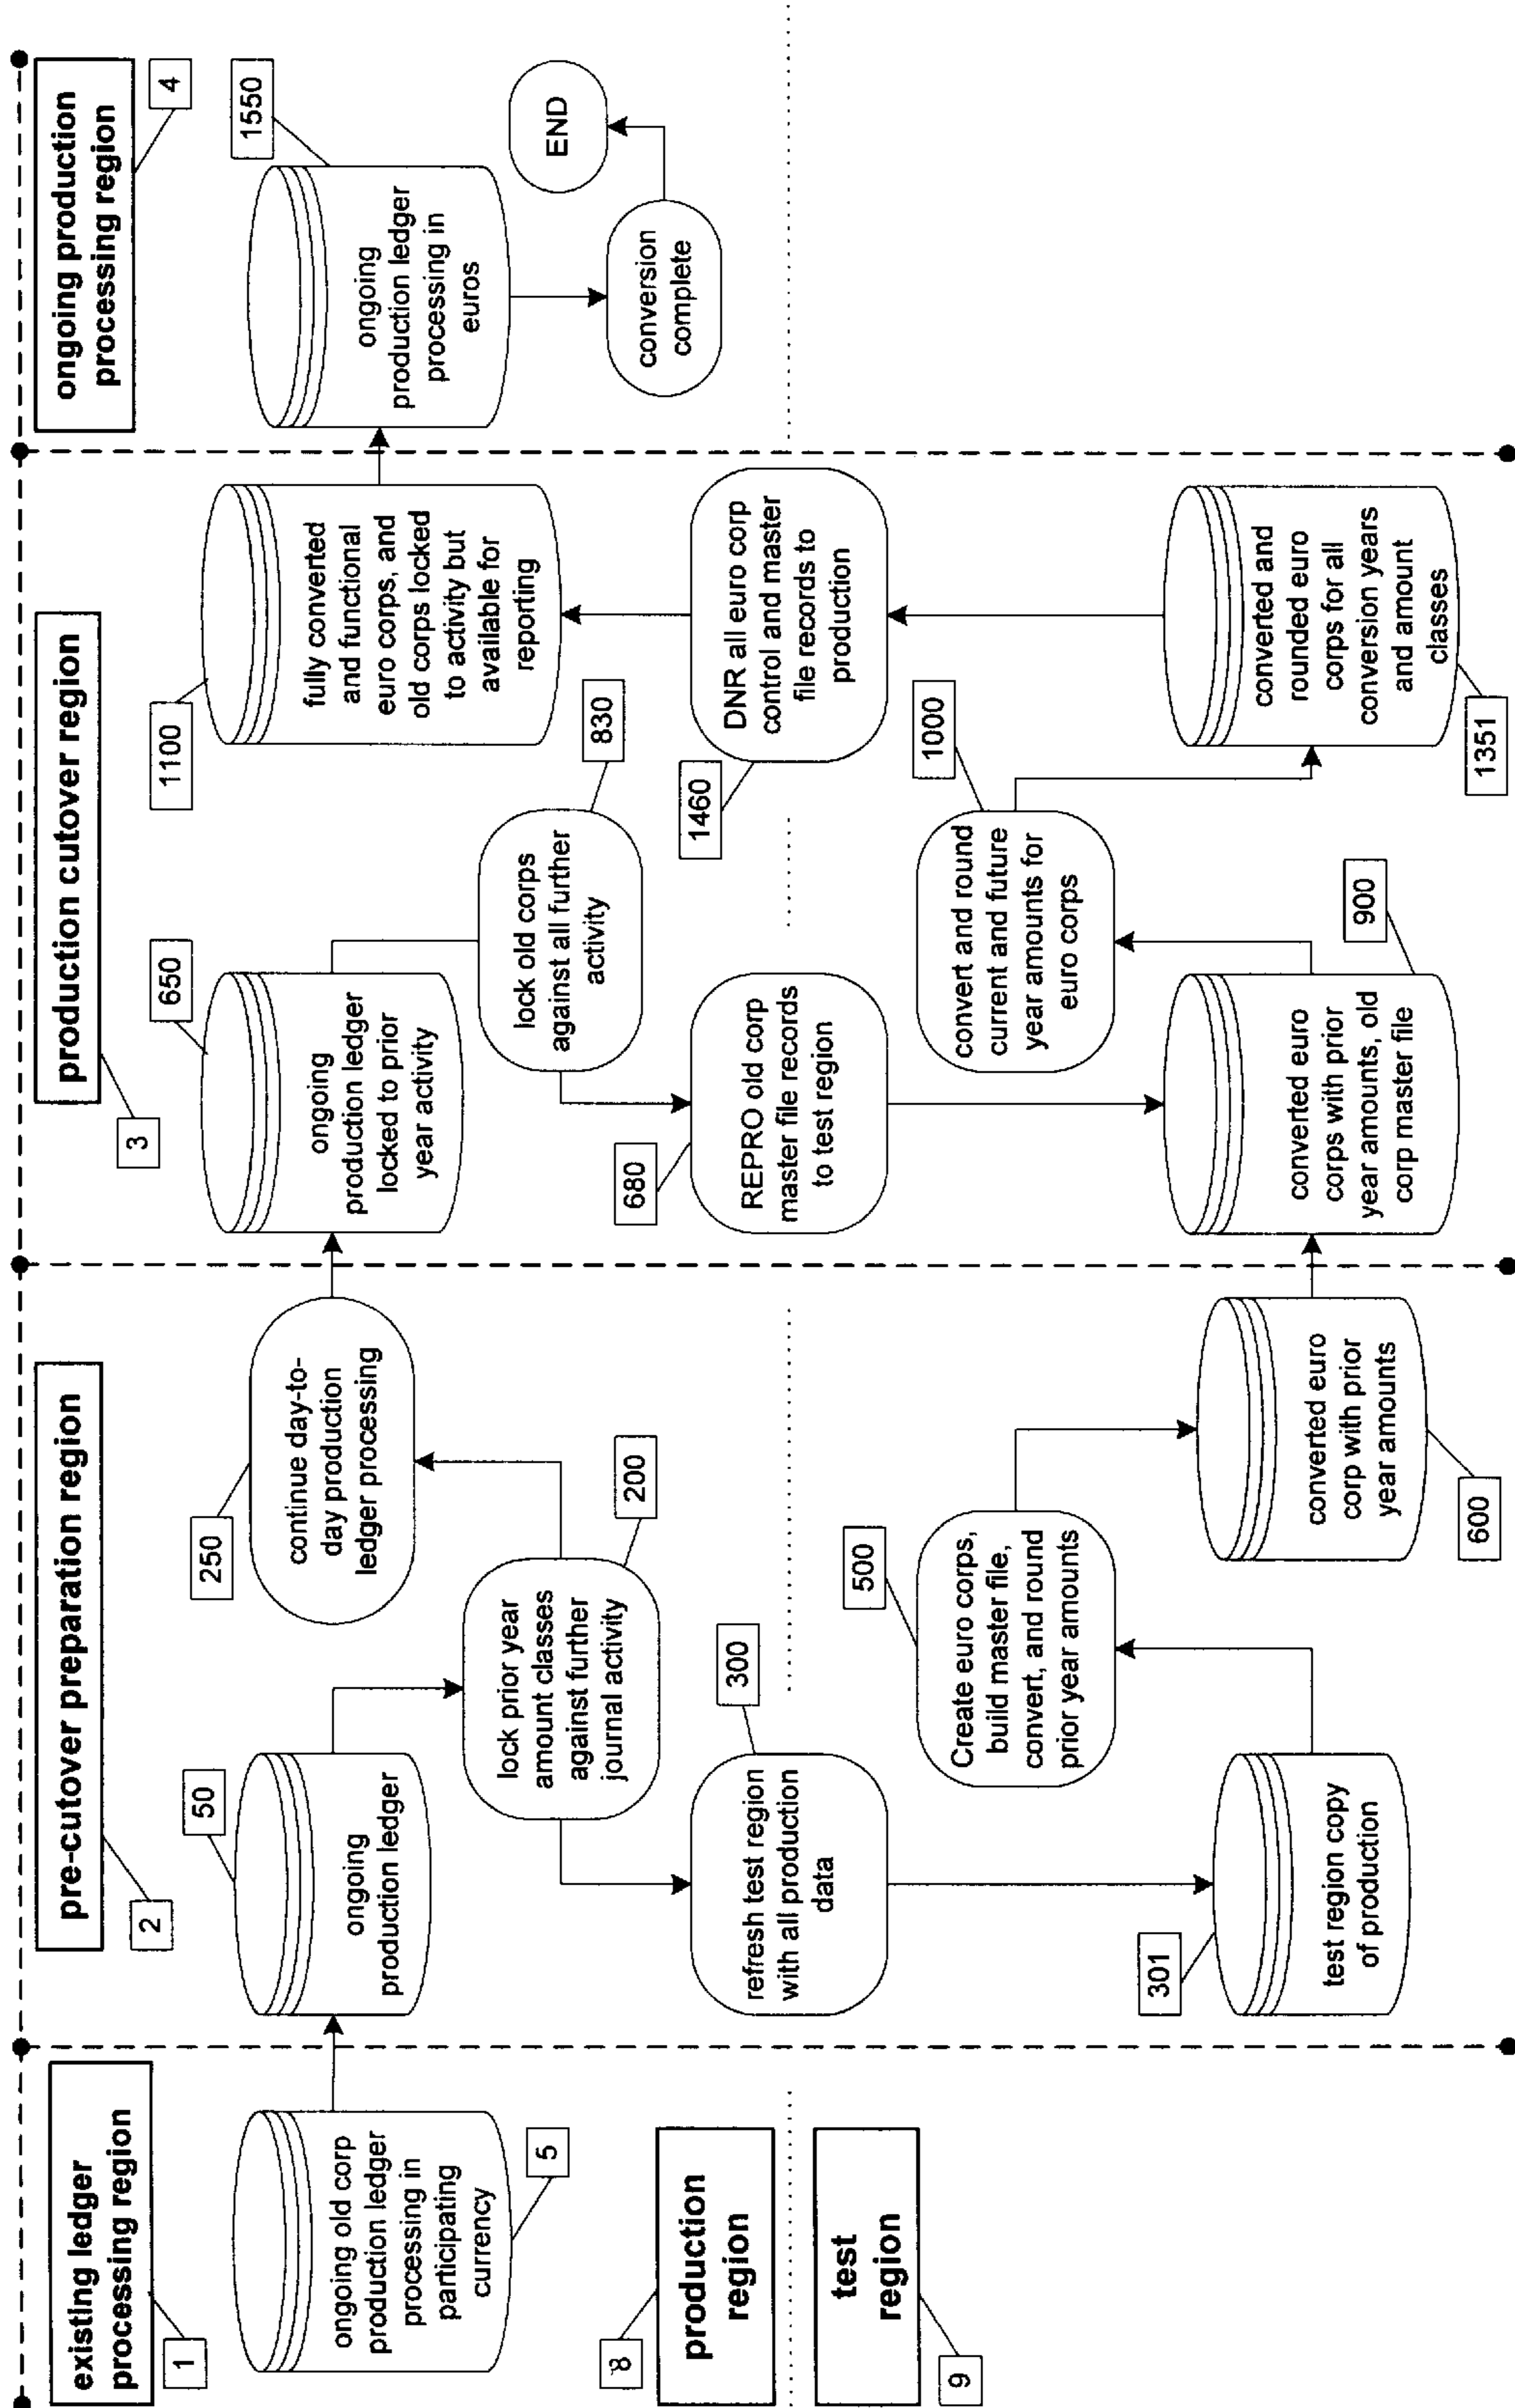 existing ledger
processing region
1
ongoing old corp
production ledger
processing in
participating
currency
5
8
production
region
test
region
9
pre-cutover preparation region
2
50
ongoing
production ledger
lock prior year
amount classes
against further
journal activity
200
250
continue day-to-
day production
ledger processing
refresh test region
with all production
data
300
301
test region copy
of production
500
Create euro corps,
build master file,
convert, and round
prior year amounts
converted euro
corp with prior
year amounts
600
production cutover region
3
650
ongoing
production ledger
locked to prior
year activity
lock old corps
against all further
activity
830
680
REPRO old corp
master file records
to test region
converted euro
corps with prior
year amounts, old
corp master file
900
convert and round
current and future
year amounts for
euro corps
1000
converted and
rounded euro
corps for all
conversion years
and amount
classes
1351
1460
DNR all euro corp
control and master
file records to
production
1100
fully converted
and functional
euro corps, and
old corps locked
to activity but
available for
reporting
ongoing production
processing region
4
1550
ongoing
production ledger
processing in
euros
conversion
complete
END